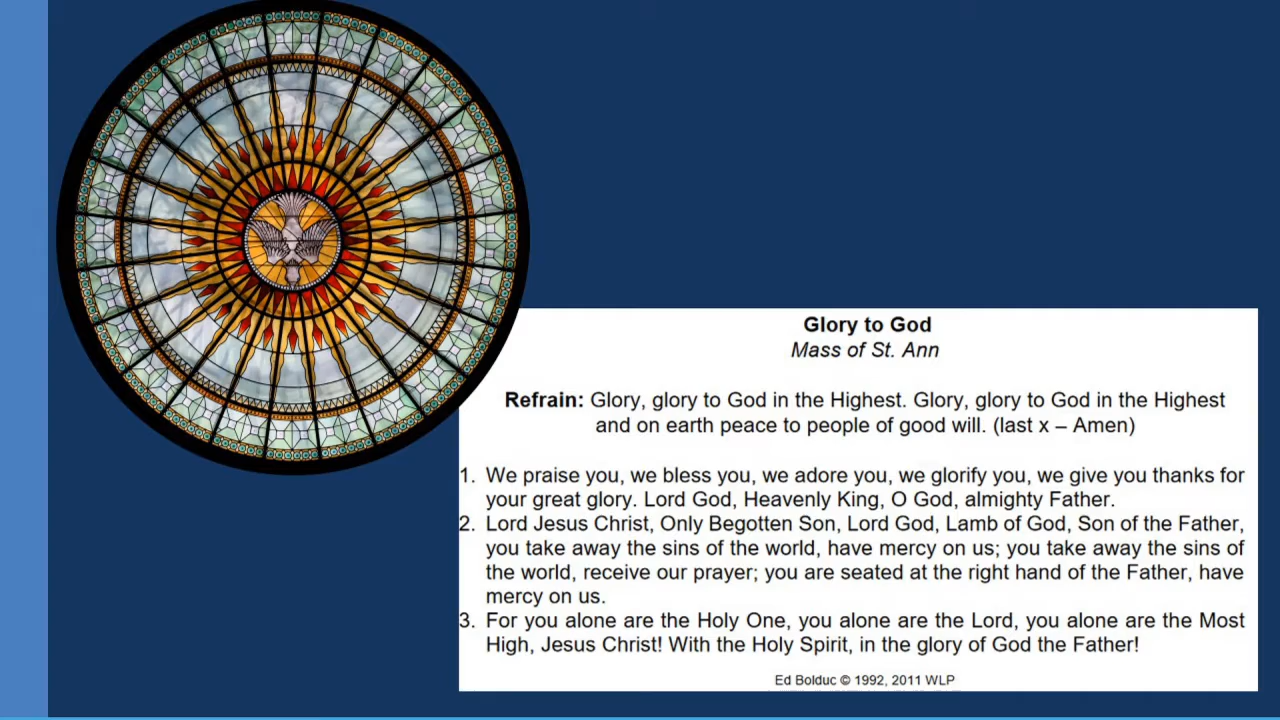 Glory to God
Mass of St. Ann
Refrain: Glory, glory to God in the Highest. Glory, glory to God in the Highest
and on earth peace to people of good will. (last x – Amen)
1. We praise you, we bless you, we adore you, we glorify you, we give you thanks for
your great glory. Lord God, Heavenly King, O God, almighty Father.
2. Lord Jesus Christ, Only Begotten Son, Lord God, Lamb of God, Son of the Father,
you take away the sins of the world, have mercy on us; you take away the sins of
the world, receive our prayer; you are seated at the right hand of the Father, have
mercy on us.
3. For you alone are the Holy One, you alone are the Lord, you alone are the Most
High, Jesus Christ! With the Holy Spirit, in the glory of God the Father!
Ed Bolduc © 1992, 2011 WLP